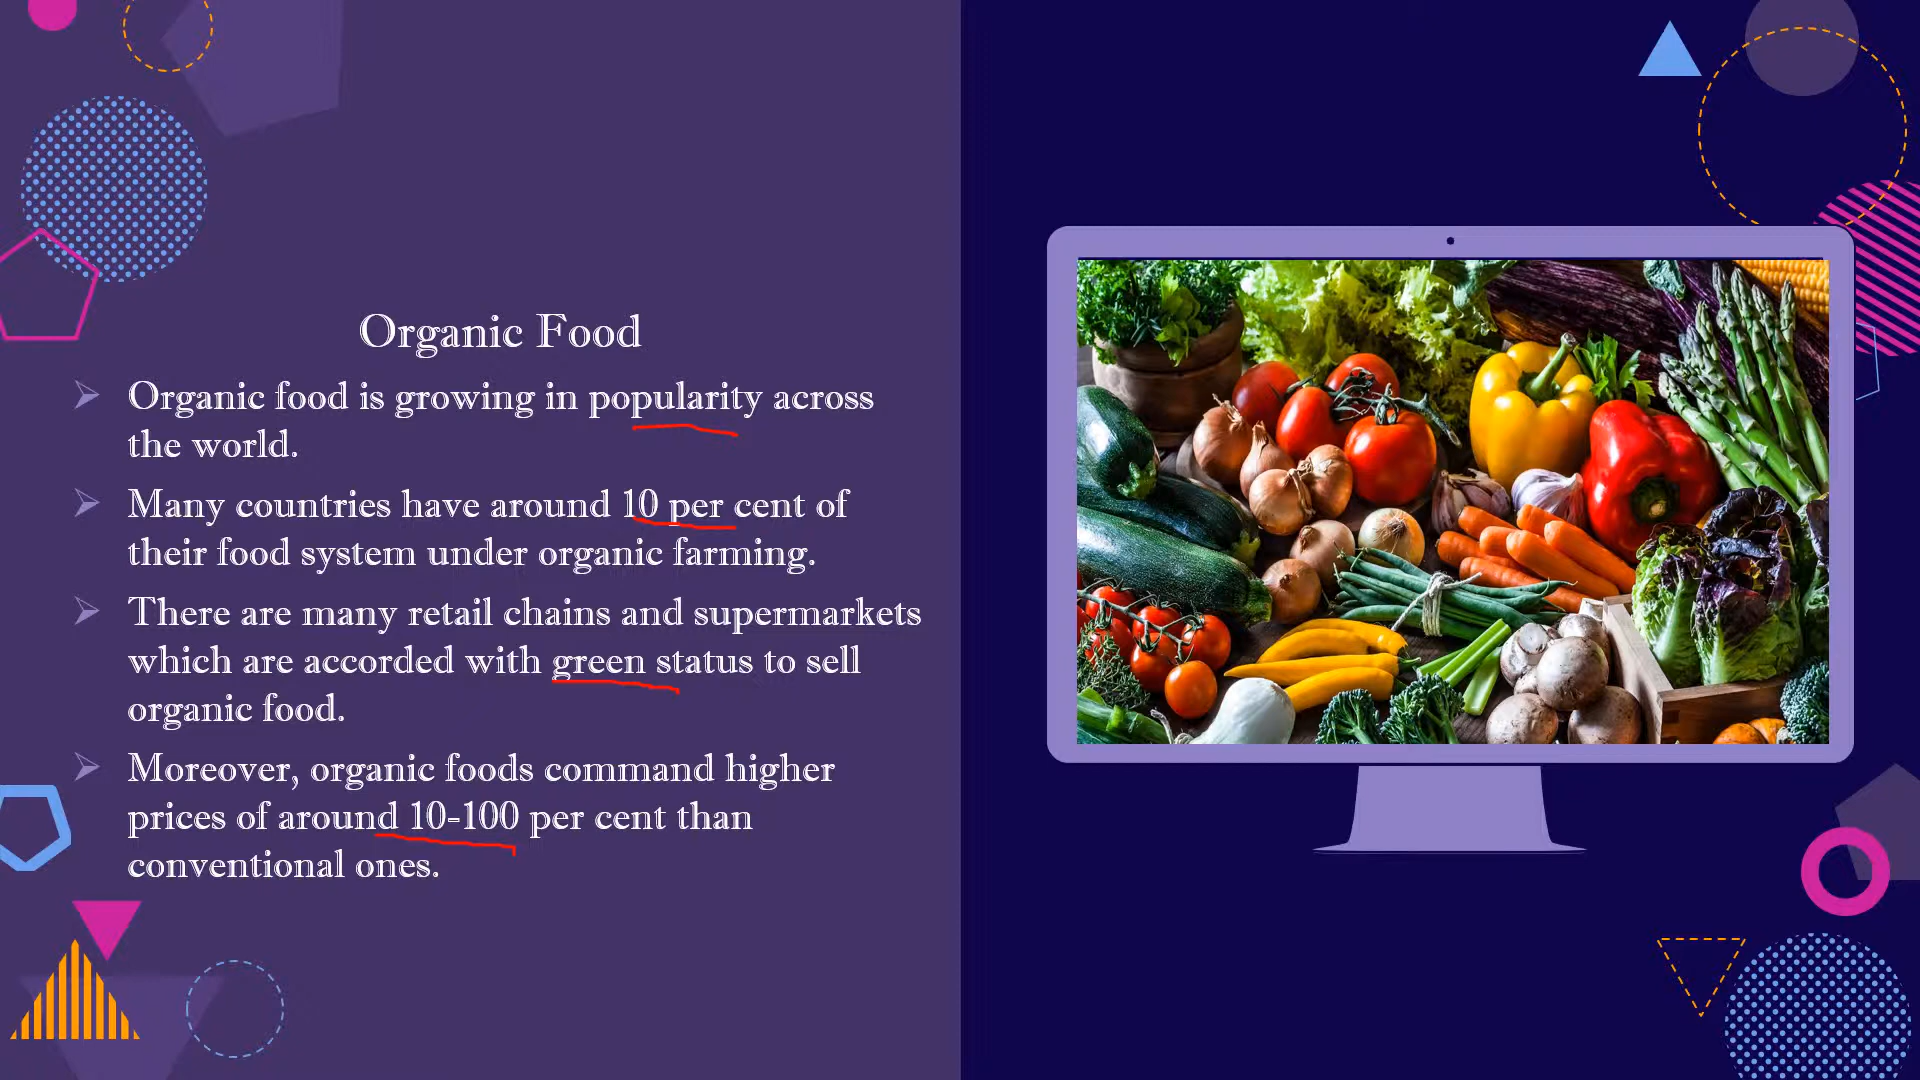 Organic Food
Organic food is growing in popularity across
the world.
Many countries have around 10 per cent of
their food system under organic farming.
There are many retail chains and supermarkets
which are accorded with green status to sell
organic food.
Moreover, organic foods command higher
prices of around 10-100 per cent than
conventional ones.